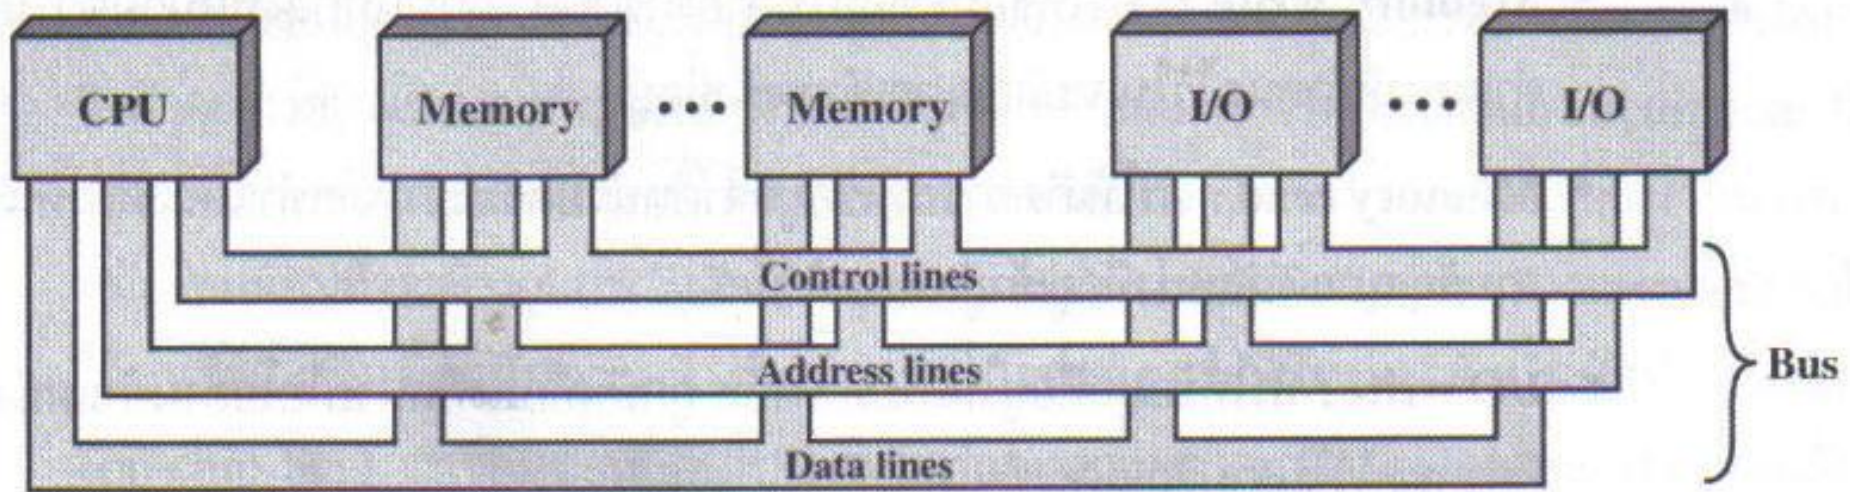 CPU Memory ••• Memory I/O ••• I/O
Control lines
Address lines
Bus
Data lines